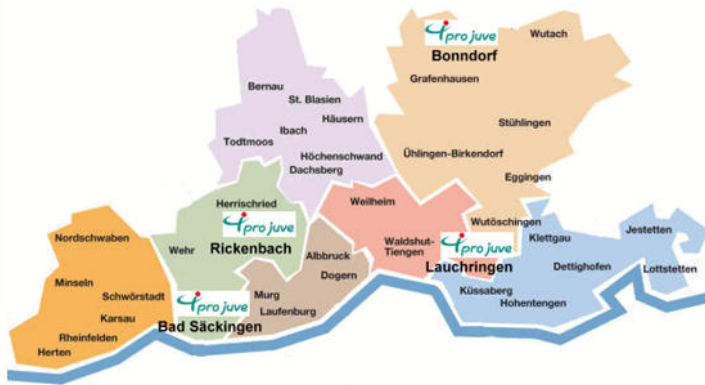 pro juve
Bonndorf
Wutach
Grafenhausen
Bernau
St. Blasien
Häusern
Ibach
Todtmoos
Höchenschwand
Dachsberg
Stühlingen
Ühlingen-Birkendorf
Eggingen
Herrischried
pro juve
Rickenbach
Wehr
Weilheim
Wutöschingen
Waldshut-
Tiengen
pro juve
Lauchringen
Klettgau
Jestetten
Dettighofen
Lottstetten
Küssaberg
Hohentengen
Albbruck
Dogern
Murg
Laufenburg
Nordschwaben
Minseln
Schwörstadt
Karsau
Rheinfelden
Herten
pro juve
Bad Säckingen